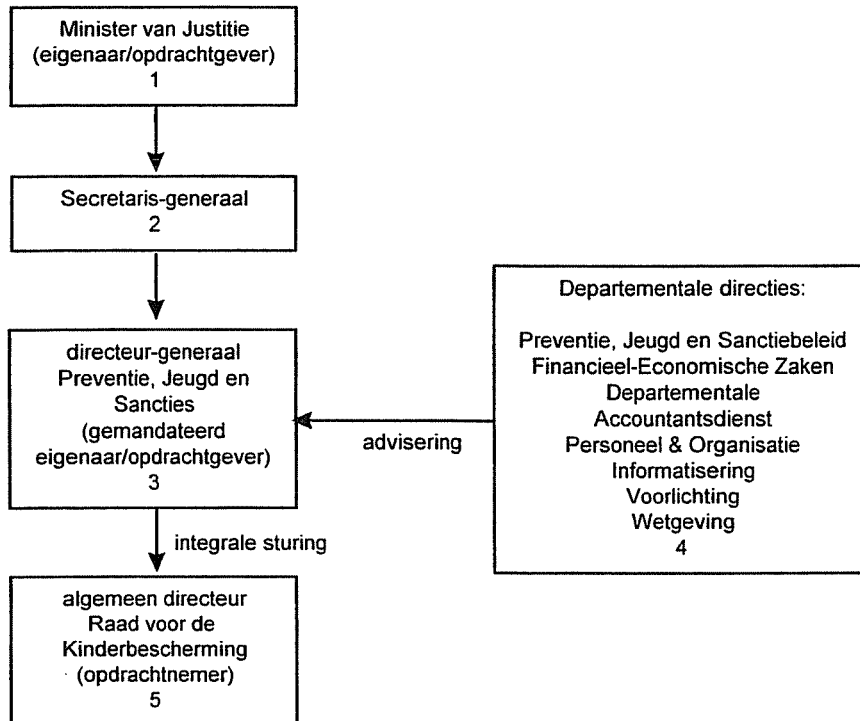 Minister van Justitie
(eigenaar/opdrachtgever)
1
Secretaris-generaal
2
directeur-generaal
Preventie, Jeugd en
Sancties
(gemandateerd
eigenaar/opdrachtgever)
3
advisering
Departementale directies:
Preventie, Jeugd en Sanctiebeleid
Financieel-Economische Zaken
Departementale
Accountantsdienst
Personeel & Organisatie
Informatisering
Voorlichting
Wetgeving
4
integrale sturing
algemeen directeur
Raad voor de
Kinderbescherming
(opdrachtnemer)
5